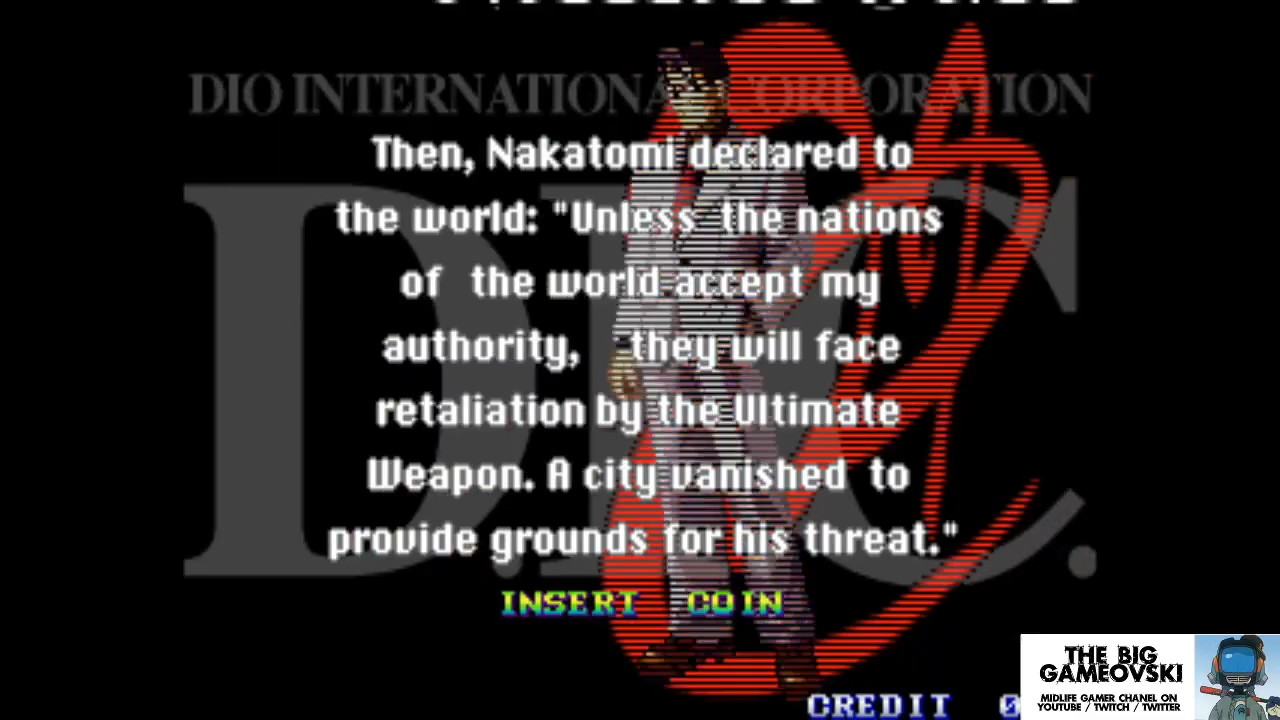 DIO INTERNATIONAL CORPORATION
D.I.C.
Then, Nakatomi declared to
the world: "Unless the nations
of the world accept my
authority, they will face
retaliation by the Ultimate
Weapon. A city vanished to
provide grounds for his threat."
INSERT COIN
CREDIT 0
THE BIG
GAMEOVSKI
MIDLIFE GAMER CHANEL ON
YOUTUBE / TWITCH / TWITTER